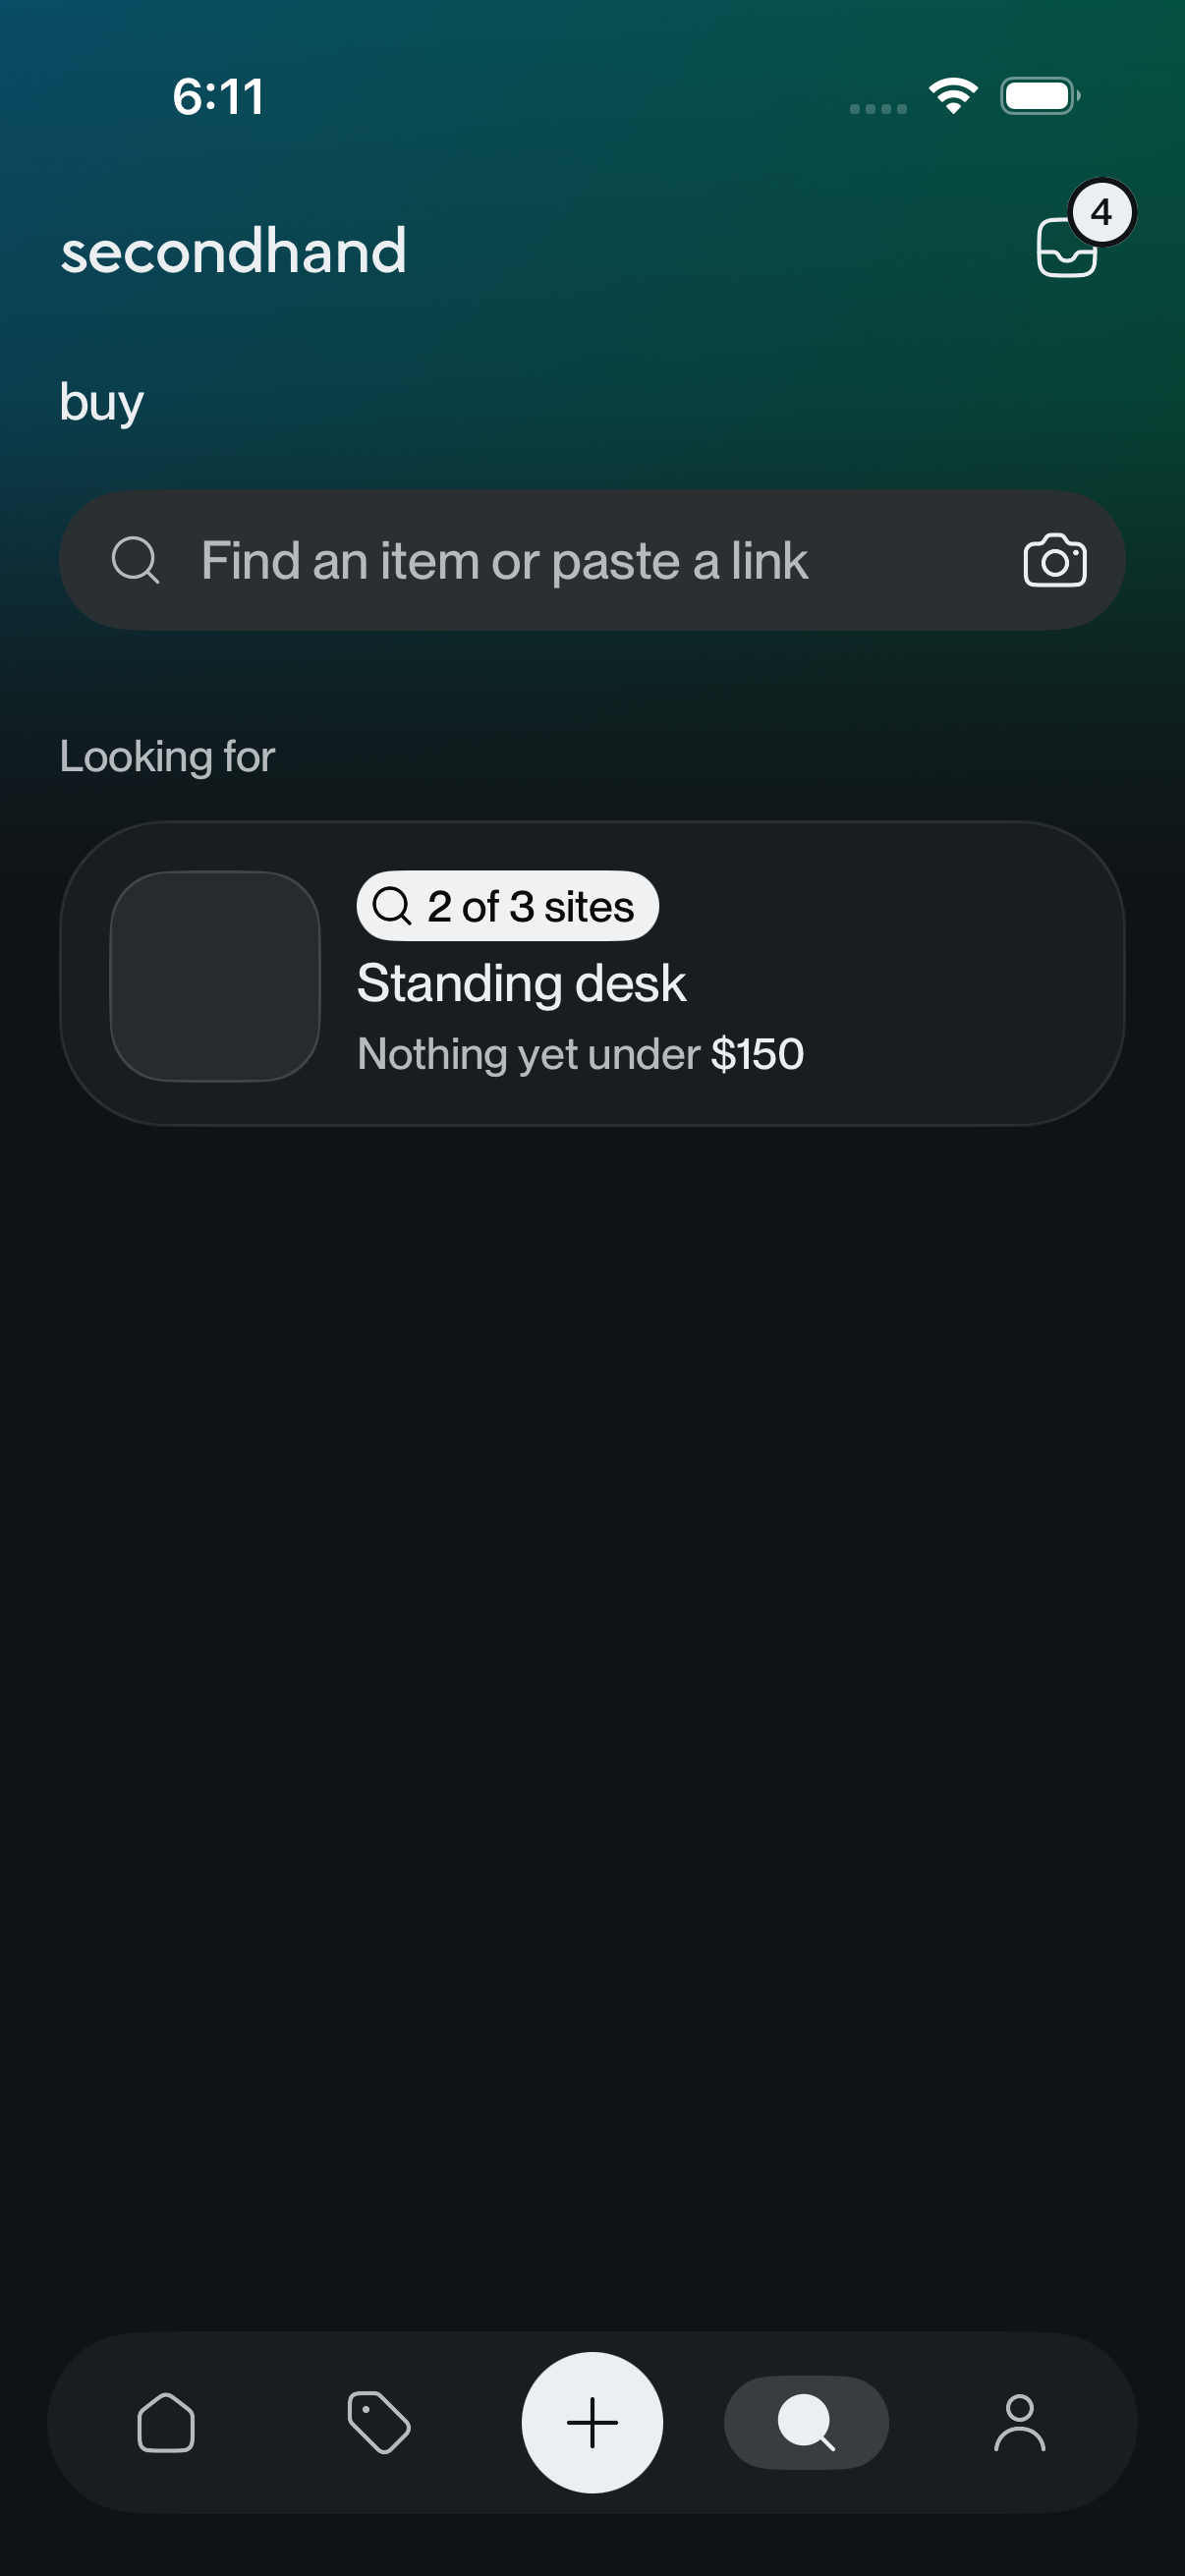 6:11
4
secondhand
buy
Find an item or paste a link
Looking for
2 of 3 sites
Standing desk
Nothing yet under $150